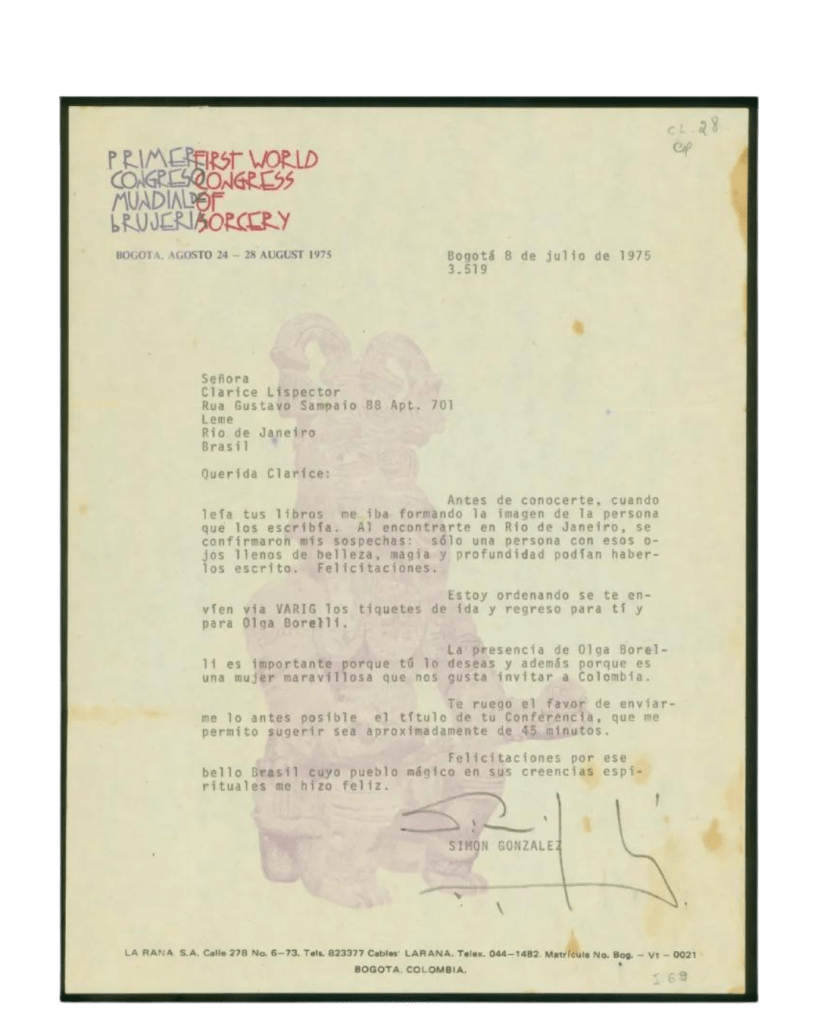 CL. 28
PRIMER FIRST WORLD
CONGRESO CONGRESS
MUNDIAL DE OF
BRUJERIA SORCERY
BOGOTA, AGOSTO 24 — 28 AUGUST 1975
Bogotá 8 de julio de 1975
3.519
Señora
Clarice Lispector
Rua Gustavo Sampaio 88 Apt. 701
Leme
Río de Janeiro
Brasil
Querida Clarice:
Antes de conocerte, cuando
leía tus libros me iba formando la imagen de la persona
que los escribía. Al encontrarte en Río de Janeiro, se
confirmaron mis sospechas: sólo una persona con esos o-
jos llenos de belleza, magia y profundidad podían haber-
los escrito. Felicitaciones.
Estoy ordenando se te en-
víen via VARIG los tiquetes de ida y regreso para tí y
para Olga Borelli.
La presencia de Olga Borel-
li es importante porque tú lo deseas y además porque es
una mujer maravillosa que nos gusta invitar a Colombia.
Te ruego el favor de enviar-
me lo antes posible el título de tu Conferencia, que me
permito sugerir sea aproximadamente de 45 minutos.
Felicitaciones por ese
bello Brasil cuyo pueblo mágico en sus creencias espi-
rituales me hizo feliz.
SIMON GONZALEZ
LA RANA S.A. Calle 27B No. 6—73. Tels. 823377 Cables: LARANA. Telex. 044—1482. Matrícula No. Bog. — Vt — 0021
BOGOTA, COLOMBIA.
I 69